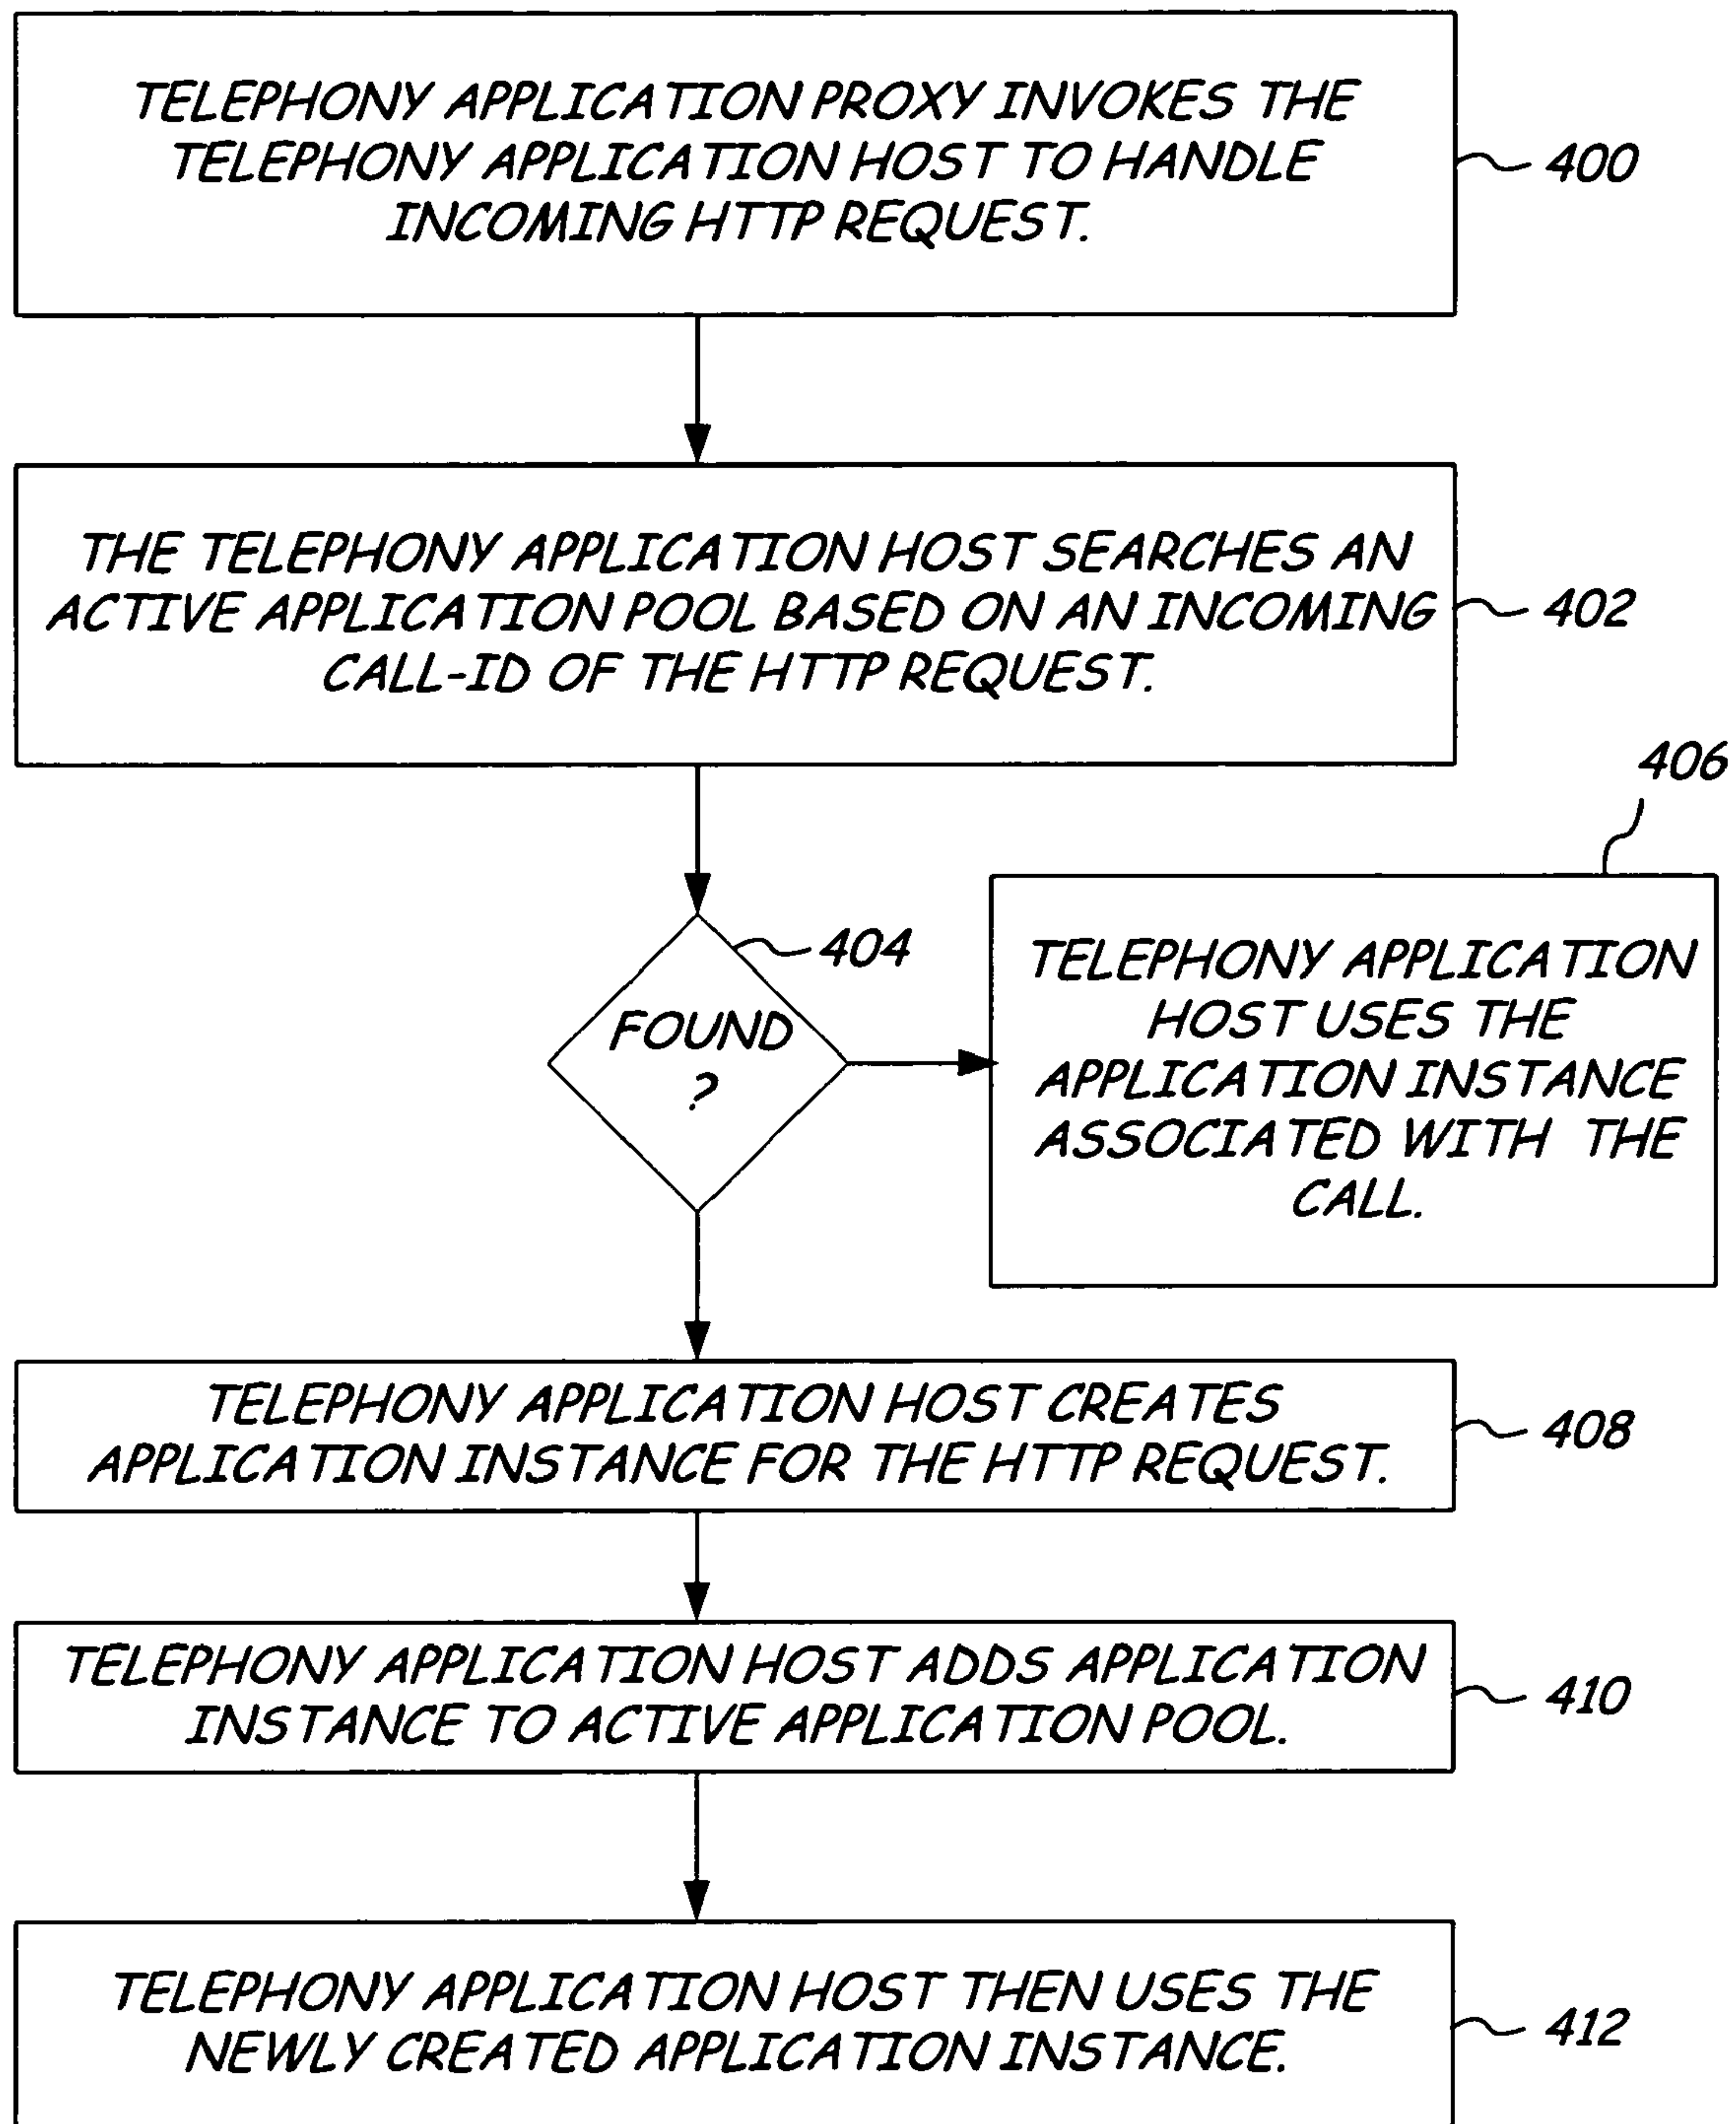 TELEPHONY APPLICATION PROXY INVOKES THE
TELEPHONY APPLICATION HOST TO HANDLE
INCOMING HTTP REQUEST.
400
THE TELEPHONY APPLICATION HOST SEARCHES AN
ACTIVE APPLICATION POOL BASED ON AN INCOMING
CALL-ID OF THE HTTP REQUEST.
402
406
404
FOUND
?
TELEPHONY APPLICATION
HOST USES THE
APPLICATION INSTANCE
ASSOCIATED WITH THE
CALL.
TELEPHONY APPLICATION HOST CREATES
APPLICATION INSTANCE FOR THE HTTP REQUEST.
408
TELEPHONY APPLICATION HOST ADDS APPLICATION
INSTANCE TO ACTIVE APPLICATION POOL.
410
TELEPHONY APPLICATION HOST THEN USES THE
NEWLY CREATED APPLICATION INSTANCE.
412